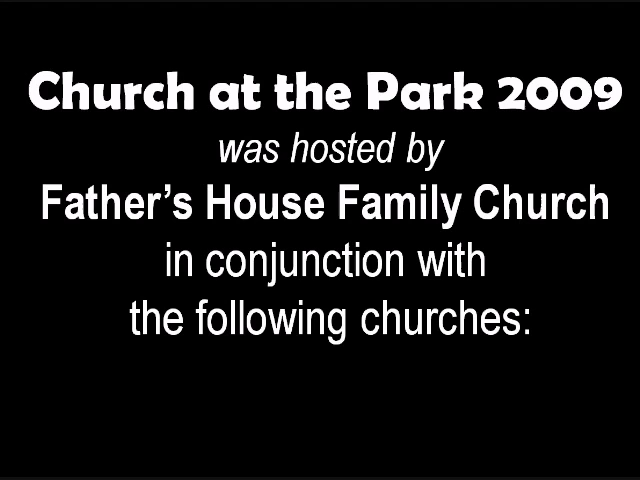 Church at the Park 2009
was hosted by
Father's House Family Church
in conjunction with
the following churches: